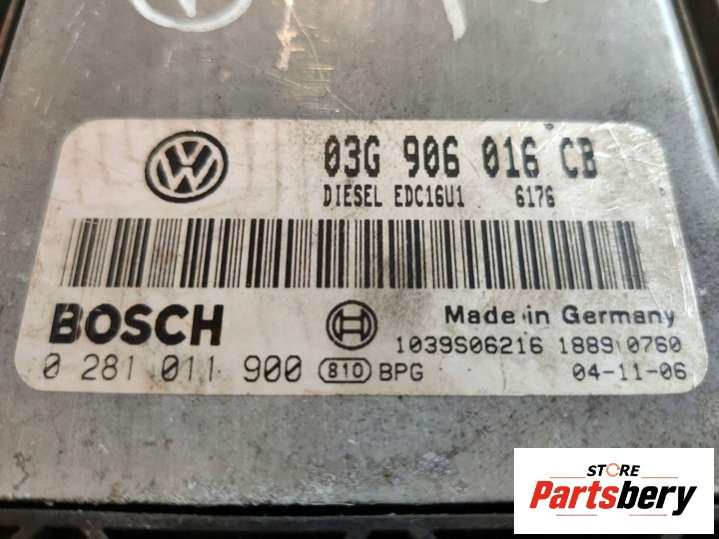 03G 906 016 CB
DIESEL EDC16U1 6176
BOSCH
Made in Germany
1039S06216 1889 0760
0 281 011 900 810 BPG 04-11-06
STORE
Partsbery